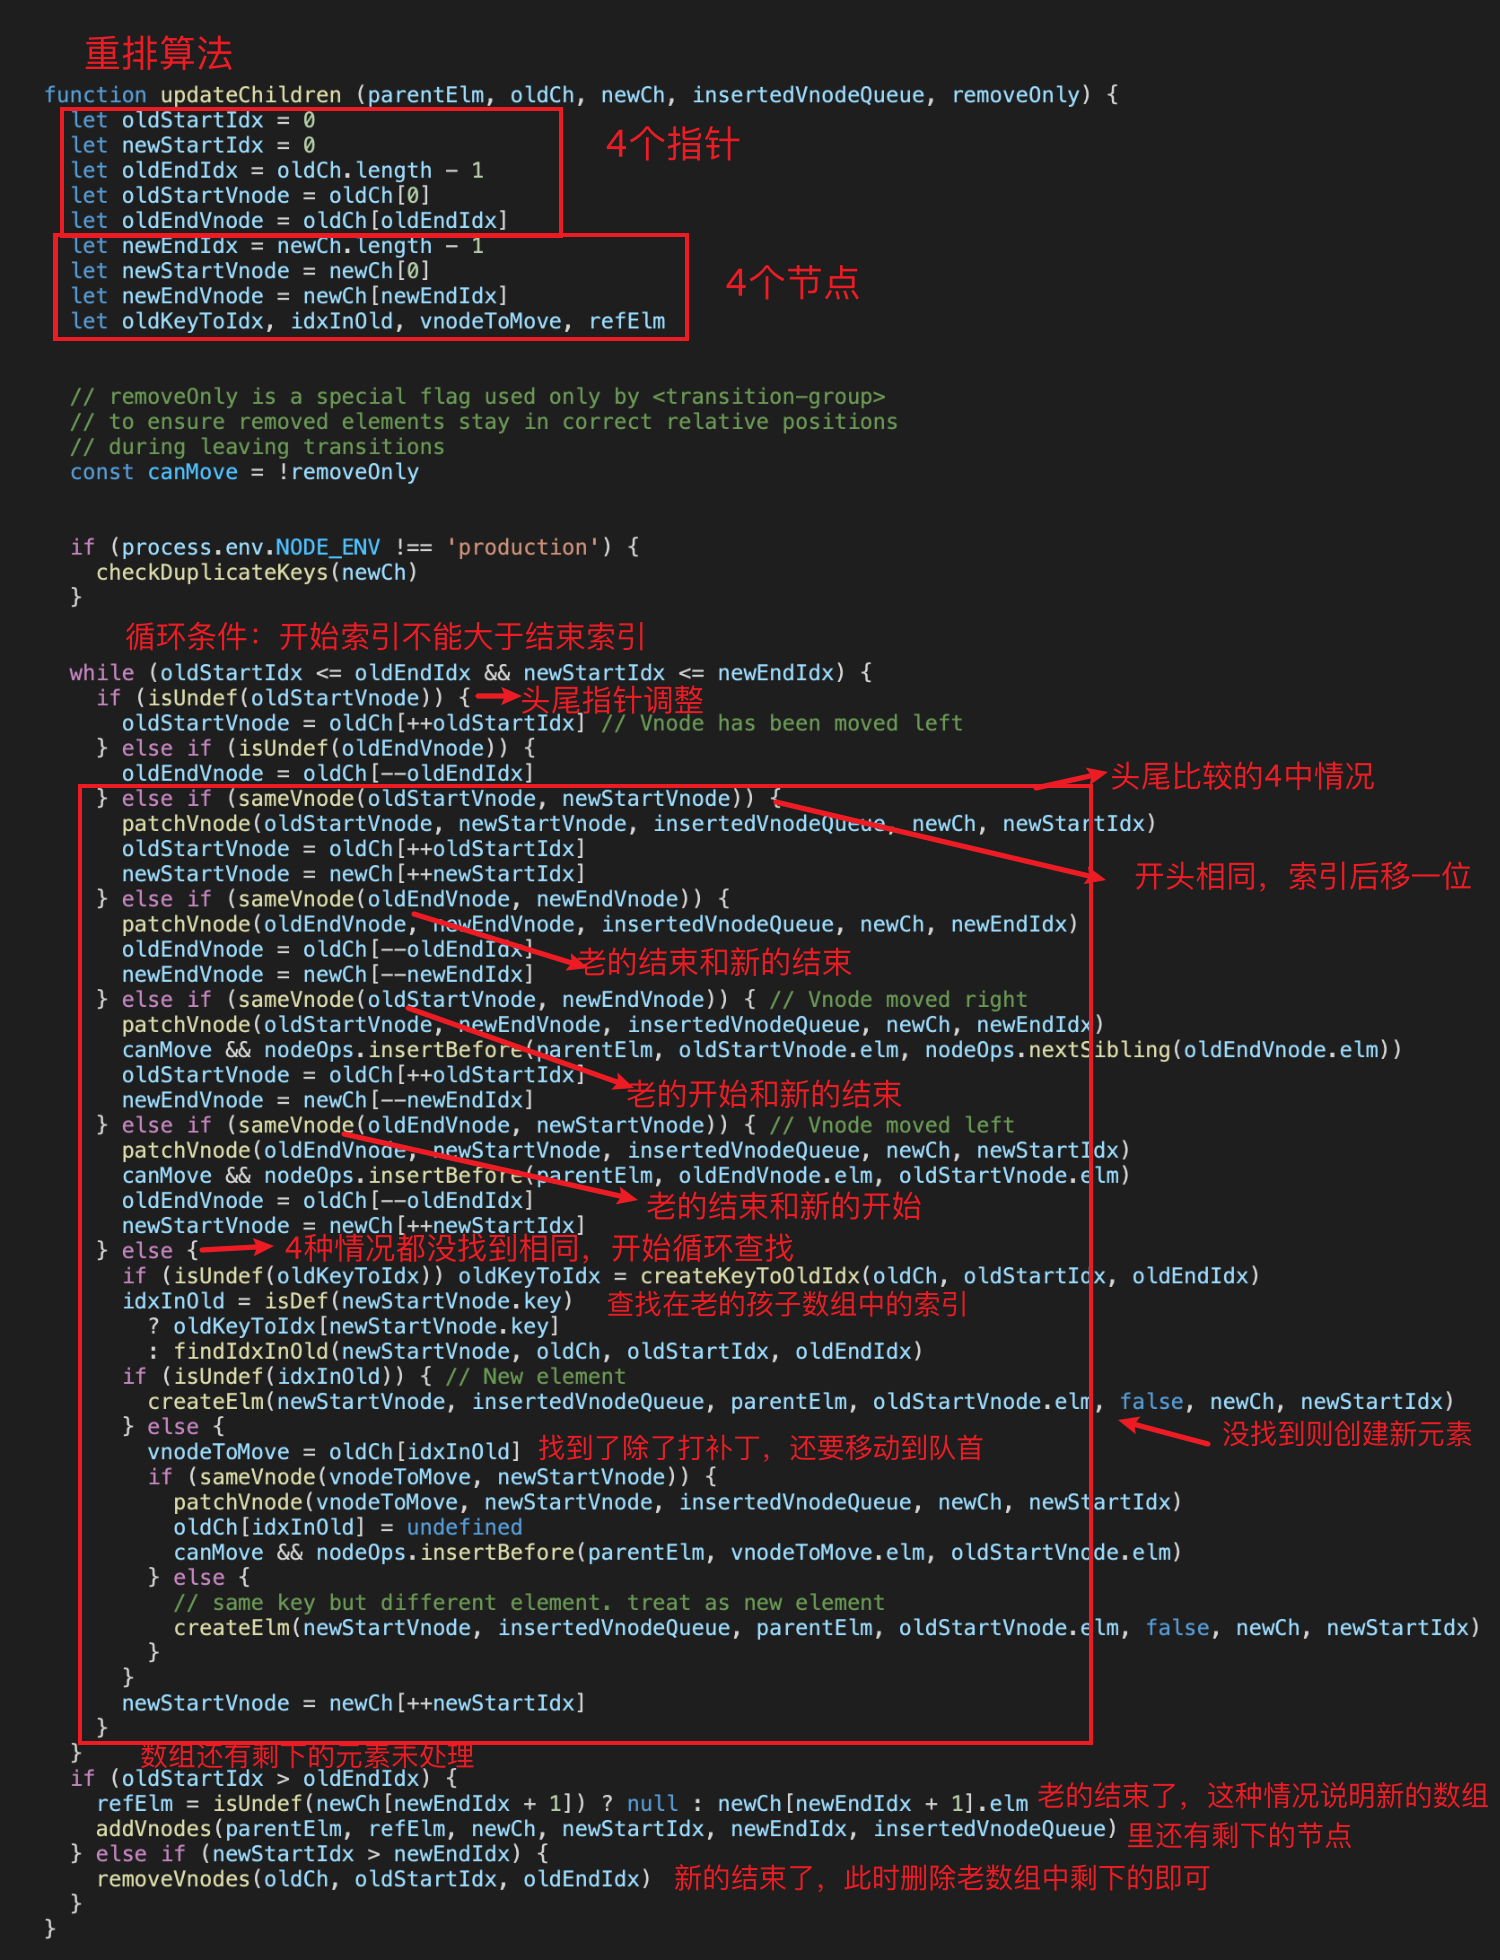 重排算法
function updateChildren (parentElm, oldCh, newCh, insertedVnodeQueue, removeOnly) {
let oldStartIdx = 0
let newStartIdx = 0
4个指针
let oldEndIdx = oldCh.length - 1
let oldStartVnode = oldCh[0]
let oldEndVnode = oldCh[oldEndIdx]
let newEndIdx = newCh.length - 1
let newStartVnode = newCh[0]
4个节点
let newEndVnode = newCh[newEndIdx]
let oldKeyToIdx, idxInOld, vnodeToMove, refElm
// removeOnly is a special flag used only by <transition-group>
// to ensure removed elements stay in correct relative positions
// during leaving transitions
const canMove = !removeOnly
if (process.env.NODE_ENV !== 'production') {
checkDuplicateKeys(newCh)
}
循环条件：开始索引不能大于结束索引
while (oldStartIdx <= oldEndIdx && newStartIdx <= newEndIdx) {
if (isUndef(oldStartVnode)) { 头尾指针调整
oldStartVnode = oldCh[++oldStartIdx] // Vnode has been moved left
} else if (isUndef(oldEndVnode)) {
oldEndVnode = oldCh[--oldEndIdx]
头尾比较的4中情况
} else if (sameVnode(oldStartVnode, newStartVnode)) {
patchVnode(oldStartVnode, newStartVnode, insertedVnodeQueue, newCh, newStartIdx)
oldStartVnode = oldCh[++oldStartIdx]
newStartVnode = newCh[++newStartIdx]
开头相同，索引后移一位
} else if (sameVnode(oldEndVnode, newEndVnode)) {
patchVnode(oldEndVnode, newEndVnode, insertedVnodeQueue, newCh, newEndIdx)
oldEndVnode = oldCh[--oldEndIdx]
老的结束和新的结束
newEndVnode = newCh[--newEndIdx]
} else if (sameVnode(oldStartVnode, newEndVnode)) { // Vnode moved right
patchVnode(oldStartVnode, newEndVnode, insertedVnodeQueue, newCh, newEndIdx)
canMove && nodeOps.insertBefore(parentElm, oldStartVnode.elm, nodeOps.nextSibling(oldEndVnode.elm))
oldStartVnode = oldCh[++oldStartIdx]
老的开始和新的结束
newEndVnode = newCh[--newEndIdx]
} else if (sameVnode(oldEndVnode, newStartVnode)) { // Vnode moved left
patchVnode(oldEndVnode, newStartVnode, insertedVnodeQueue, newCh, newStartIdx)
canMove && nodeOps.insertBefore(parentElm, oldEndVnode.elm, oldStartVnode.elm)
oldEndVnode = oldCh[--oldEndIdx]
老的结束和新的开始
newStartVnode = newCh[++newStartIdx]
} else { 4种情况都没找到相同，开始循环查找
if (isUndef(oldKeyToIdx)) oldKeyToIdx = createKeyToOldIdx(oldCh, oldStartIdx, oldEndIdx)
idxInOld = isDef(newStartVnode.key) 查找在老的孩子数组中的索引
? oldKeyToIdx[newStartVnode.key]
: findIdxInOld(newStartVnode, oldCh, oldStartIdx, oldEndIdx)
if (isUndef(idxInOld)) { // New element
createElm(newStartVnode, insertedVnodeQueue, parentElm, oldStartVnode.elm, false, newCh, newStartIdx)
} else { 没找到则创建新元素
vnodeToMove = oldCh[idxInOld] 找到了除了打补丁，还要移动到队首
if (sameVnode(vnodeToMove, newStartVnode)) {
patchVnode(vnodeToMove, newStartVnode, insertedVnodeQueue, newCh, newStartIdx)
oldCh[idxInOld] = undefined
canMove && nodeOps.insertBefore(parentElm, vnodeToMove.elm, oldStartVnode.elm)
} else {
// same key but different element. treat as new element
createElm(newStartVnode, insertedVnodeQueue, parentElm, oldStartVnode.elm, false, newCh, newStartIdx)
}
}
newStartVnode = newCh[++newStartIdx]
}
} 数组还有剩下的元素未处理
if (oldStartIdx > oldEndIdx) {
refElm = isUndef(newCh[newEndIdx + 1]) ? null : newCh[newEndIdx + 1].elm 老的结束了，这种情况说明新的数组
addVnodes(parentElm, refElm, newCh, newStartIdx, newEndIdx, insertedVnodeQueue) 里还有剩下的节点
} else if (newStartIdx > newEndIdx) {
removeVnodes(oldCh, oldStartIdx, oldEndIdx) 新的结束了，此时删除老数组中剩下的即可
}
}